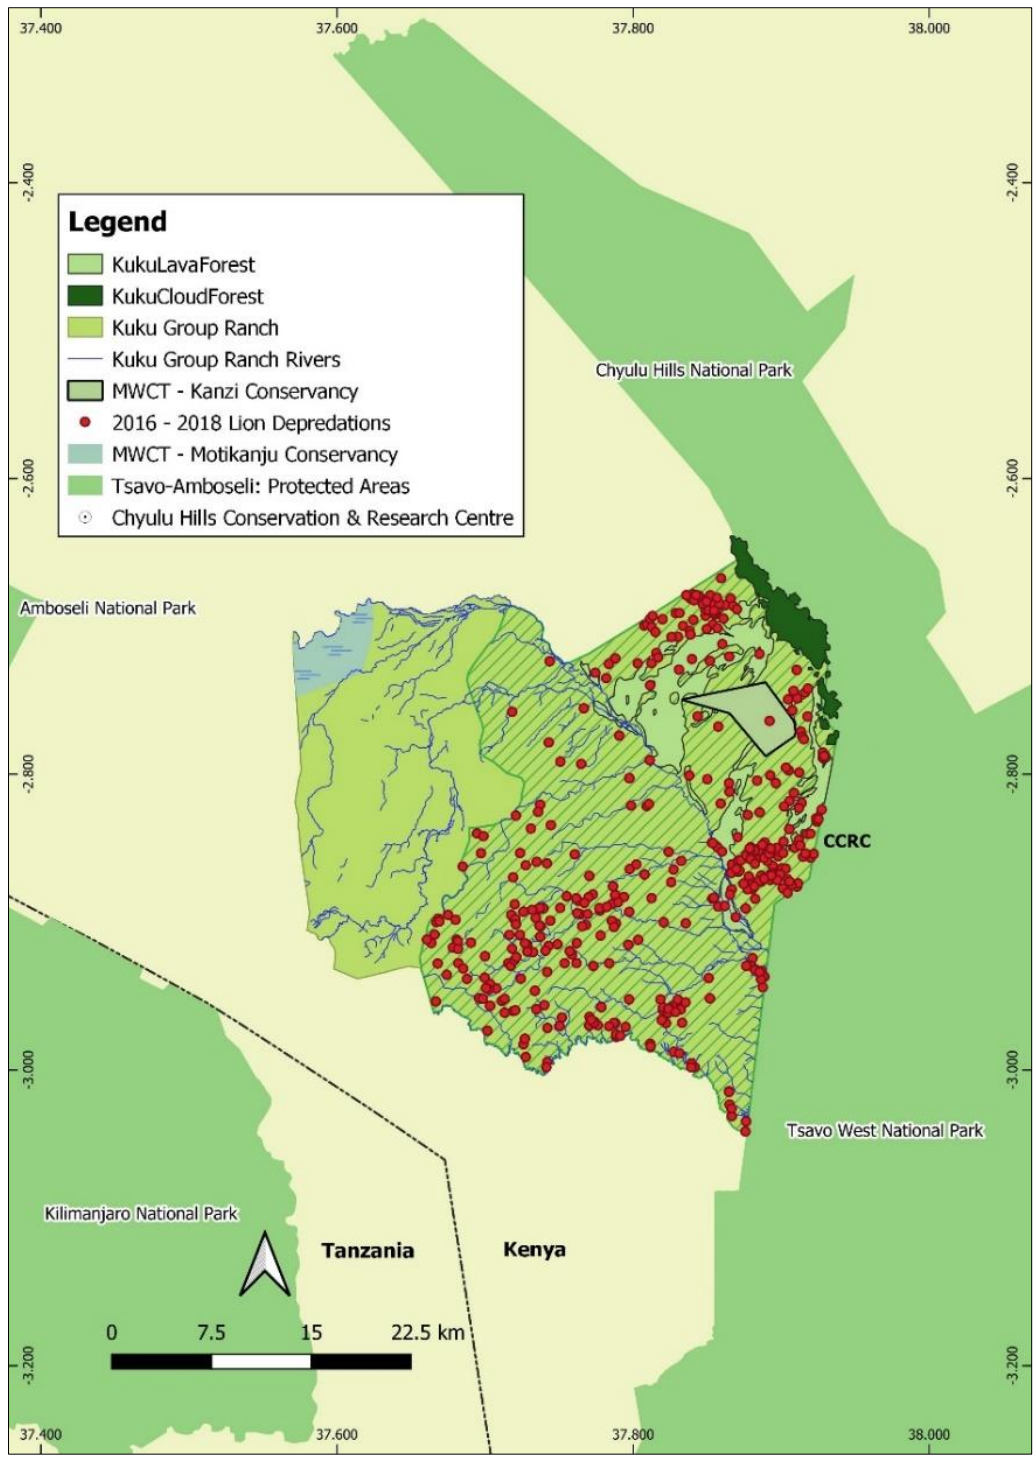 37.400 37.600 37.800 38.000
-2.400 -2.400
Legend
KukuLavaForest
KukuCloudForest
Kuku Group Ranch
Kuku Group Ranch Rivers
MWCT - Kanzi Conservancy
2016 - 2018 Lion Depredations
MWCT - Motikanju Conservancy
Tsavo-Amboseli: Protected Areas
Chyulu Hills Conservation & Research Centre
Chyulu Hills National Park
-2.600 -2.600
Amboseli National Park
-2.800 -2.800
CCRC
-3.000 -3.000
Tsavo West National Park
Kilimanjaro National Park
Tanzania Kenya
0 7.5 15 22.5 km
-3.200 -3.200
37.400 37.600 37.800 38.000